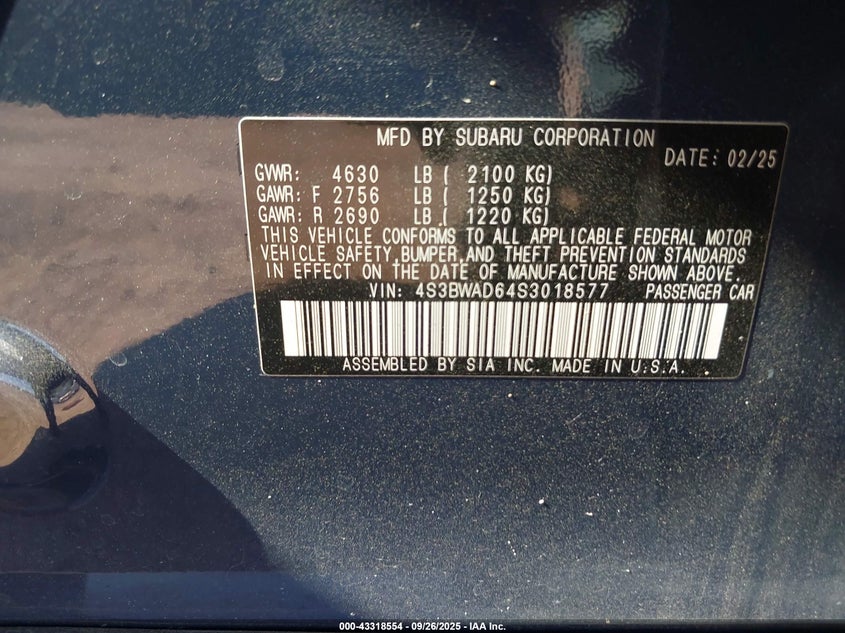 MFD BY SUBARU CORPORATION
DATE: 02/25
GVWR: 4630 LB ( 2100 KG)
GAWR: F 2756 LB ( 1250 KG)
GAWR: R 2690 LB ( 1220 KG)
THIS VEHICLE CONFORMS TO ALL APPLICABLE FEDERAL MOTOR
VEHICLE SAFETY,BUMPER,AND THEFT PREVENTION STANDARDS
IN EFFECT ON THE DATE OF MANUFACTURE SHOWN ABOVE.
VIN: 4S3BWAD64S3018577 PASSENGER CAR
ASSEMBLED BY SIA INC. MADE IN U.S.A.
000-43318554 - 09/26/2025 - IAA Inc.